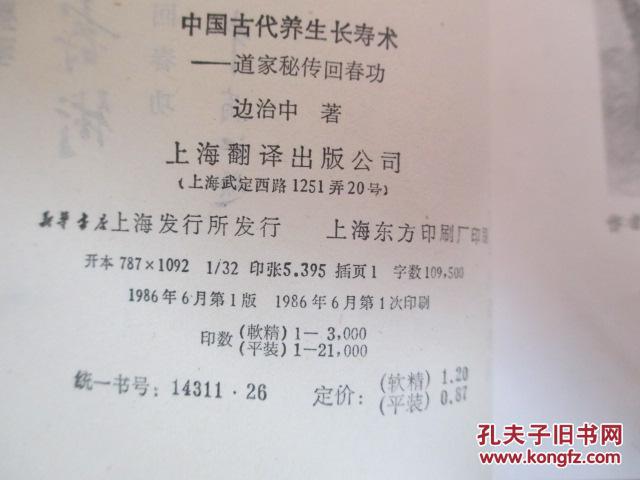 中国古代养生长寿术
——道家秘传回春功
边治中 著
上海翻译出版公司
(上海武定西路1251弄20号)
新华书店上海发行所发行 上海东方印刷厂印刷
开本 787×1092 1/32 印张5.395 插页1 字数109,500
1986年6月第1版 1986年6月第1次印刷
印数 (軟精) 1—3,000
(平装) 1—21,000
统一书号: 14311·26 定价: (软精) 1.20
(平装) 0.87
孔夫子旧书网
www.kongfz.com